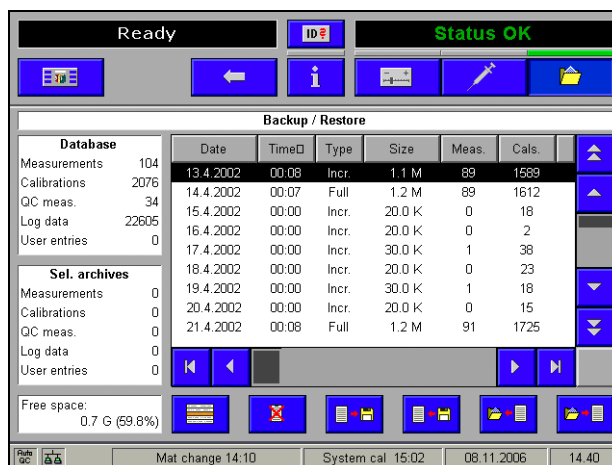 Ready
ID
Status OK
i
Backup / Restore
Database
Measurements 104
Calibrations 2076
QC meas. 34
Log data 22605
User entries 0
Sel. archives
Measurements 0
Calibrations 0
QC meas. 0
Log data 0
User entries 0
Free space:
0.7 G (59.8%)
Date Time Type Size Meas. Cals.
13.4.2002 00:08 Incr. 1.1 M 89 1589
14.4.2002 00:07 Full 1.2 M 89 1612
15.4.2002 00:00 Incr. 20.0 K 0 18
16.4.2002 00:00 Incr. 20.0 K 0 2
17.4.2002 00:00 Incr. 30.0 K 1 38
18.4.2002 00:00 Incr. 20.0 K 0 23
19.4.2002 00:00 Incr. 30.0 K 1 18
20.4.2002 00:00 Incr. 20.0 K 0 15
21.4.2002 00:08 Full 1.2 M 91 1725
Auto
QC
Mat change 14:10 System cal 15:02 08.11.2006 14.40